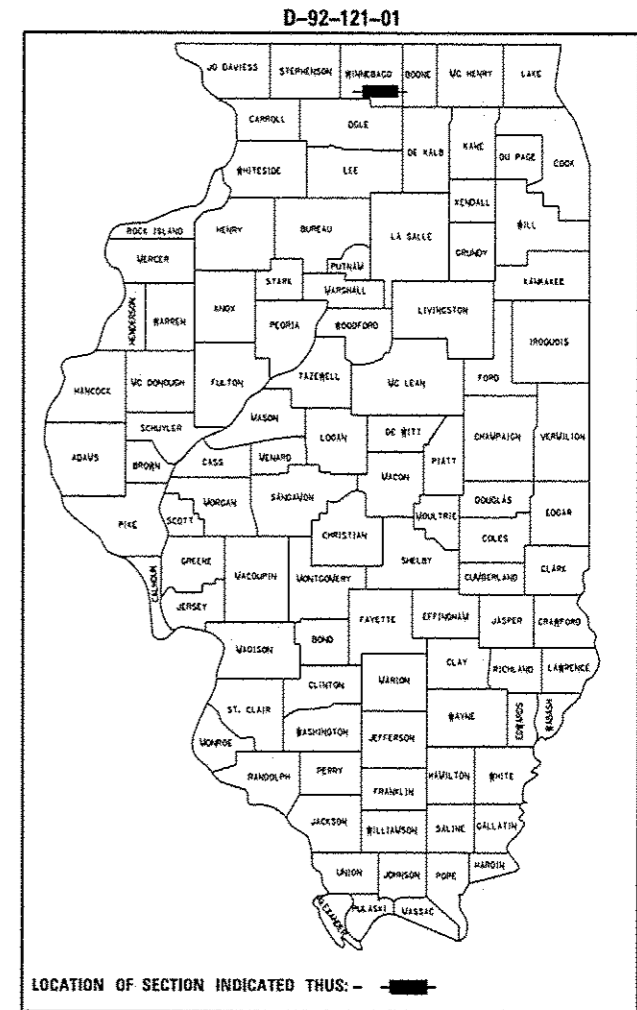 D-92-121-01
JO DAVIESS
STEPHENSON
WINNEBAGO
BOONE
MC HENRY
LAKE
CARROLL
OGLE
DE KALB
KANE
DU PAGE
COOK
WHITESIDE
LEE
KENDALL
WILL
ROCK ISLAND
HENRY
BUREAU
LA SALLE
GRUNDY
MERCER
PUTNAM
KANKAKEE
STARK
MARSHALL
HENDERSON
WARREN
KNOX
PEORIA
WOODFORD
LIVINGSTON
IROQUOIS
HANCOCK
MC DONOUGH
FULTON
TAZEWELL
MC LEAN
FORD
MASON
SCHUYLER
LOGAN
DE WITT
CHAMPAIGN
VERMILION
ADAMS
BROWN
CASS
MENARD
PIATT
MACON
PIKE
SCOTT
MORGAN
SANGAMON
MOULTRIE
DOUGLAS
EDGAR
CHRISTIAN
COLES
CALHOUN
GREENE
MACOUPIN
MONTGOMERY
SHELBY
CUMBERLAND
CLARK
JERSEY
FAYETTE
EFFINGHAM
JASPER
CRAWFORD
MADISON
BOND
CLAY
RICHLAND
LAWRENCE
CLINTON
MARION
ST. CLAIR
WAYNE
EDWARDS
WABASH
WASHINGTON
JEFFERSON
MONROE
RANDOLPH
PERRY
HAMILTON
WHITE
FRANKLIN
JACKSON
WILLIAMSON
SALINE
GALLATIN
UNION
JOHNSON
POPE
HARDIN
ALEXANDER
PULASKI
MASSAC
LOCATION OF SECTION INDICATED THUS: -